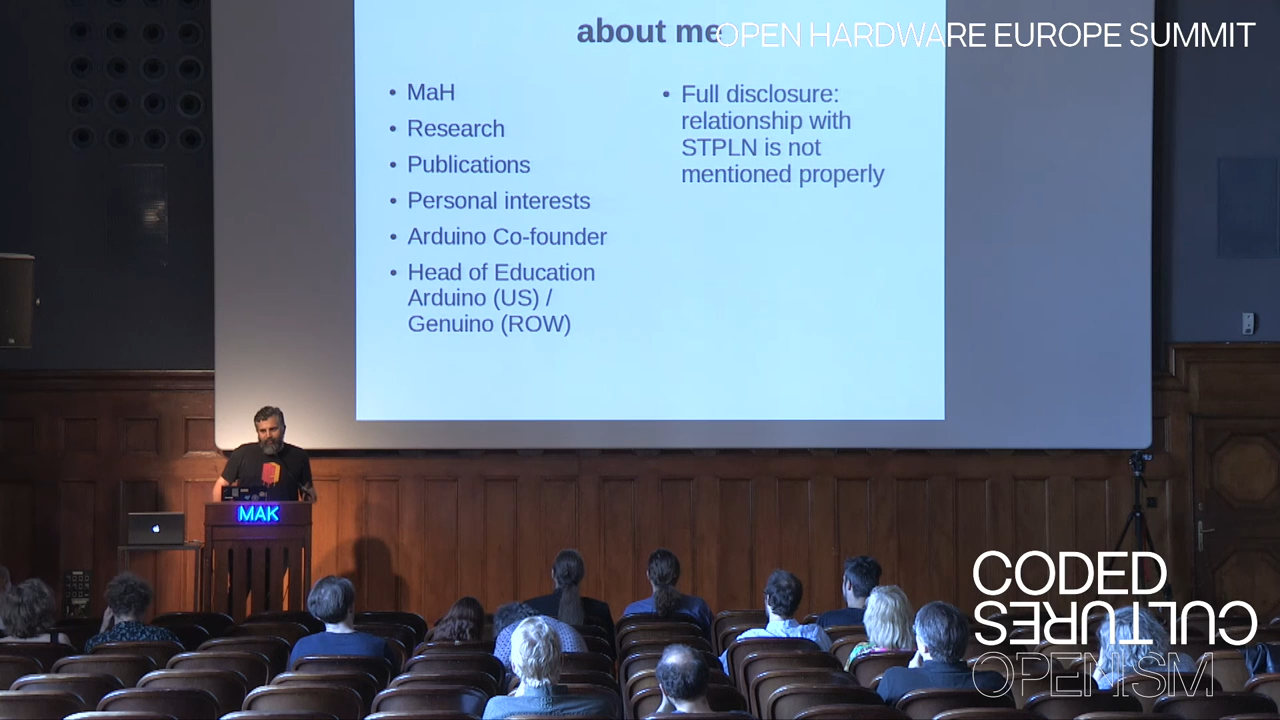 about me
OPEN HARDWARE EUROPE SUMMIT
• MaH
• Research
• Publications
• Personal interests
• Arduino Co-founder
• Head of Education
Arduino (US) /
Genuino (ROW)
• Full disclosure:
relationship with
STPLN is not
mentioned properly
MAK
CODED
CULTURES
OPENISM